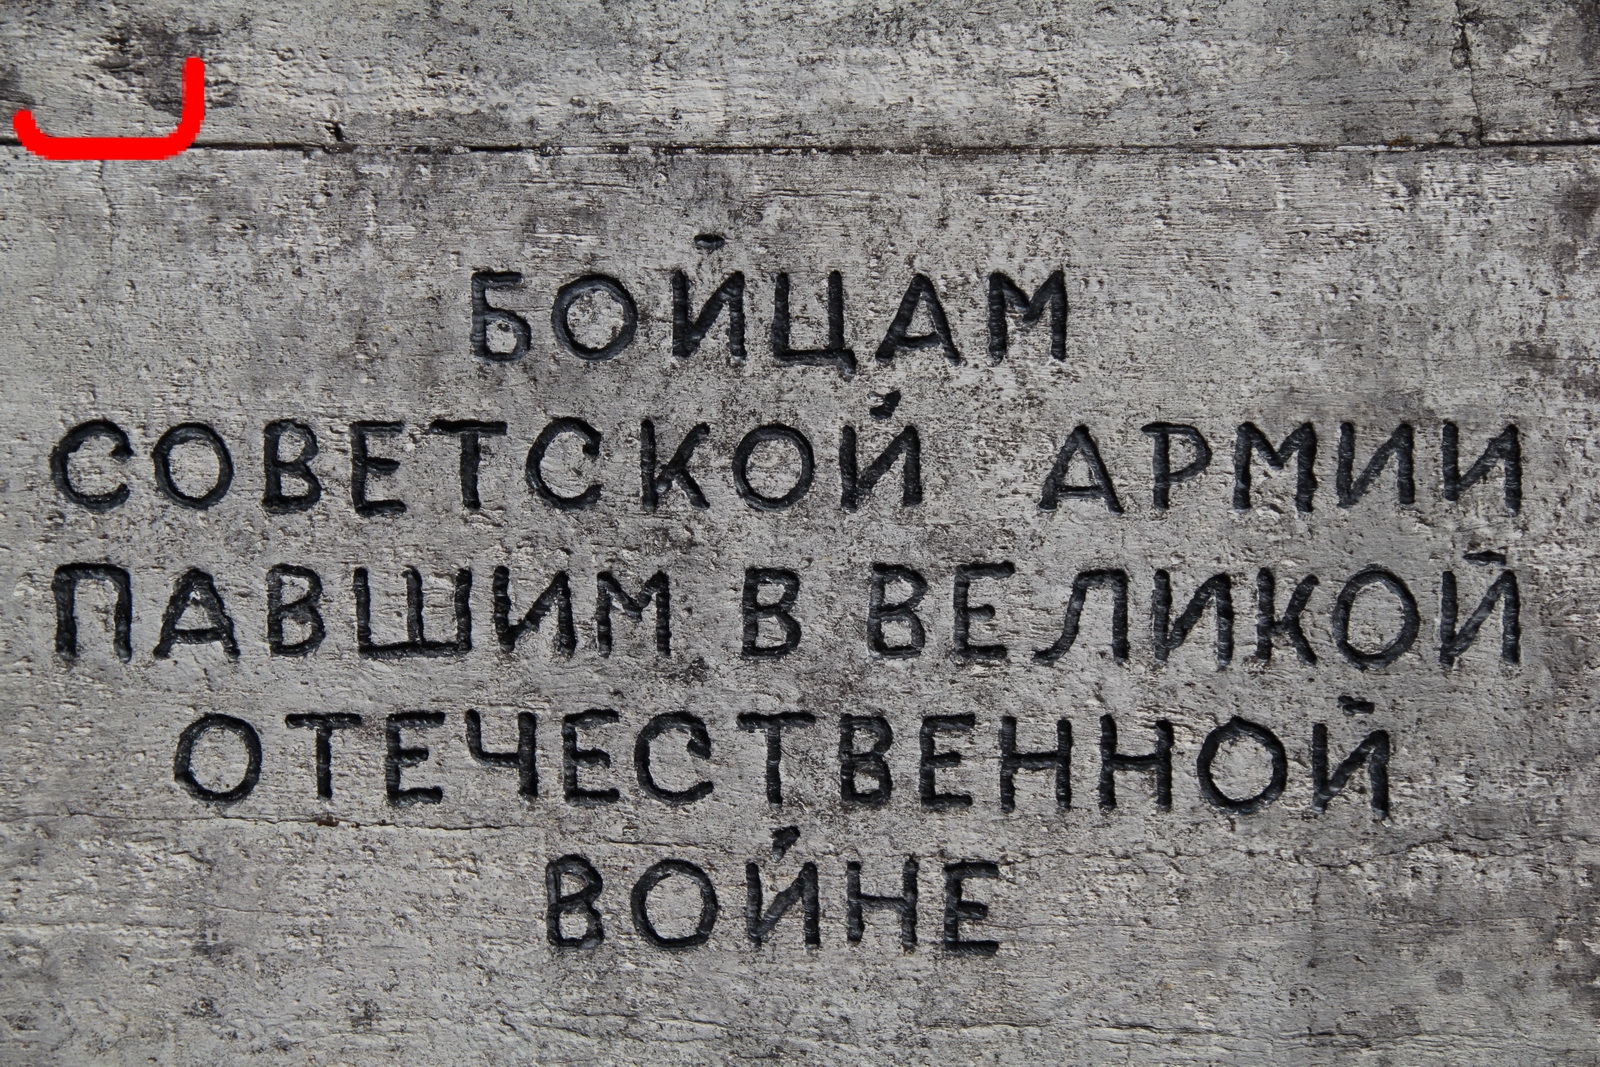 БОЙЦАМ
СОВЕТСКОЙ АРМИИ
ПАВШИМ В ВЕЛИКОЙ
ОТЕЧЕСТВЕННОЙ
ВОЙНЕ